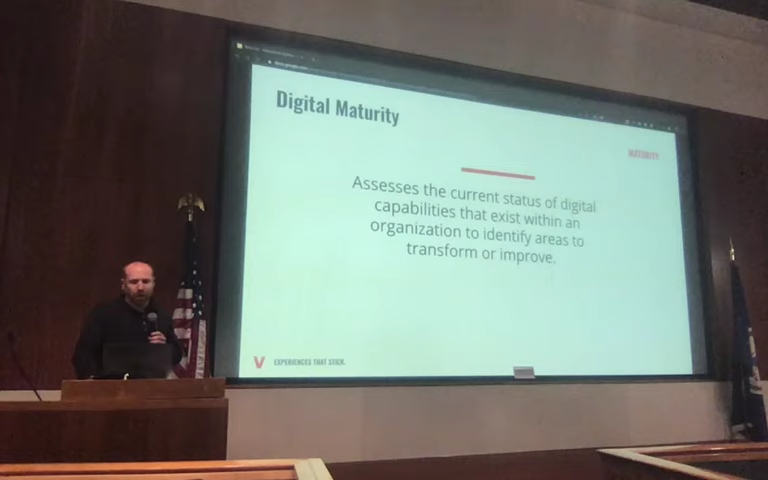 Digital Maturity
MATURITY
Assesses the current status of digital
capabilities that exist within an
organization to identify areas to
transform or improve.
V EXPERIENCES THAT STICK.